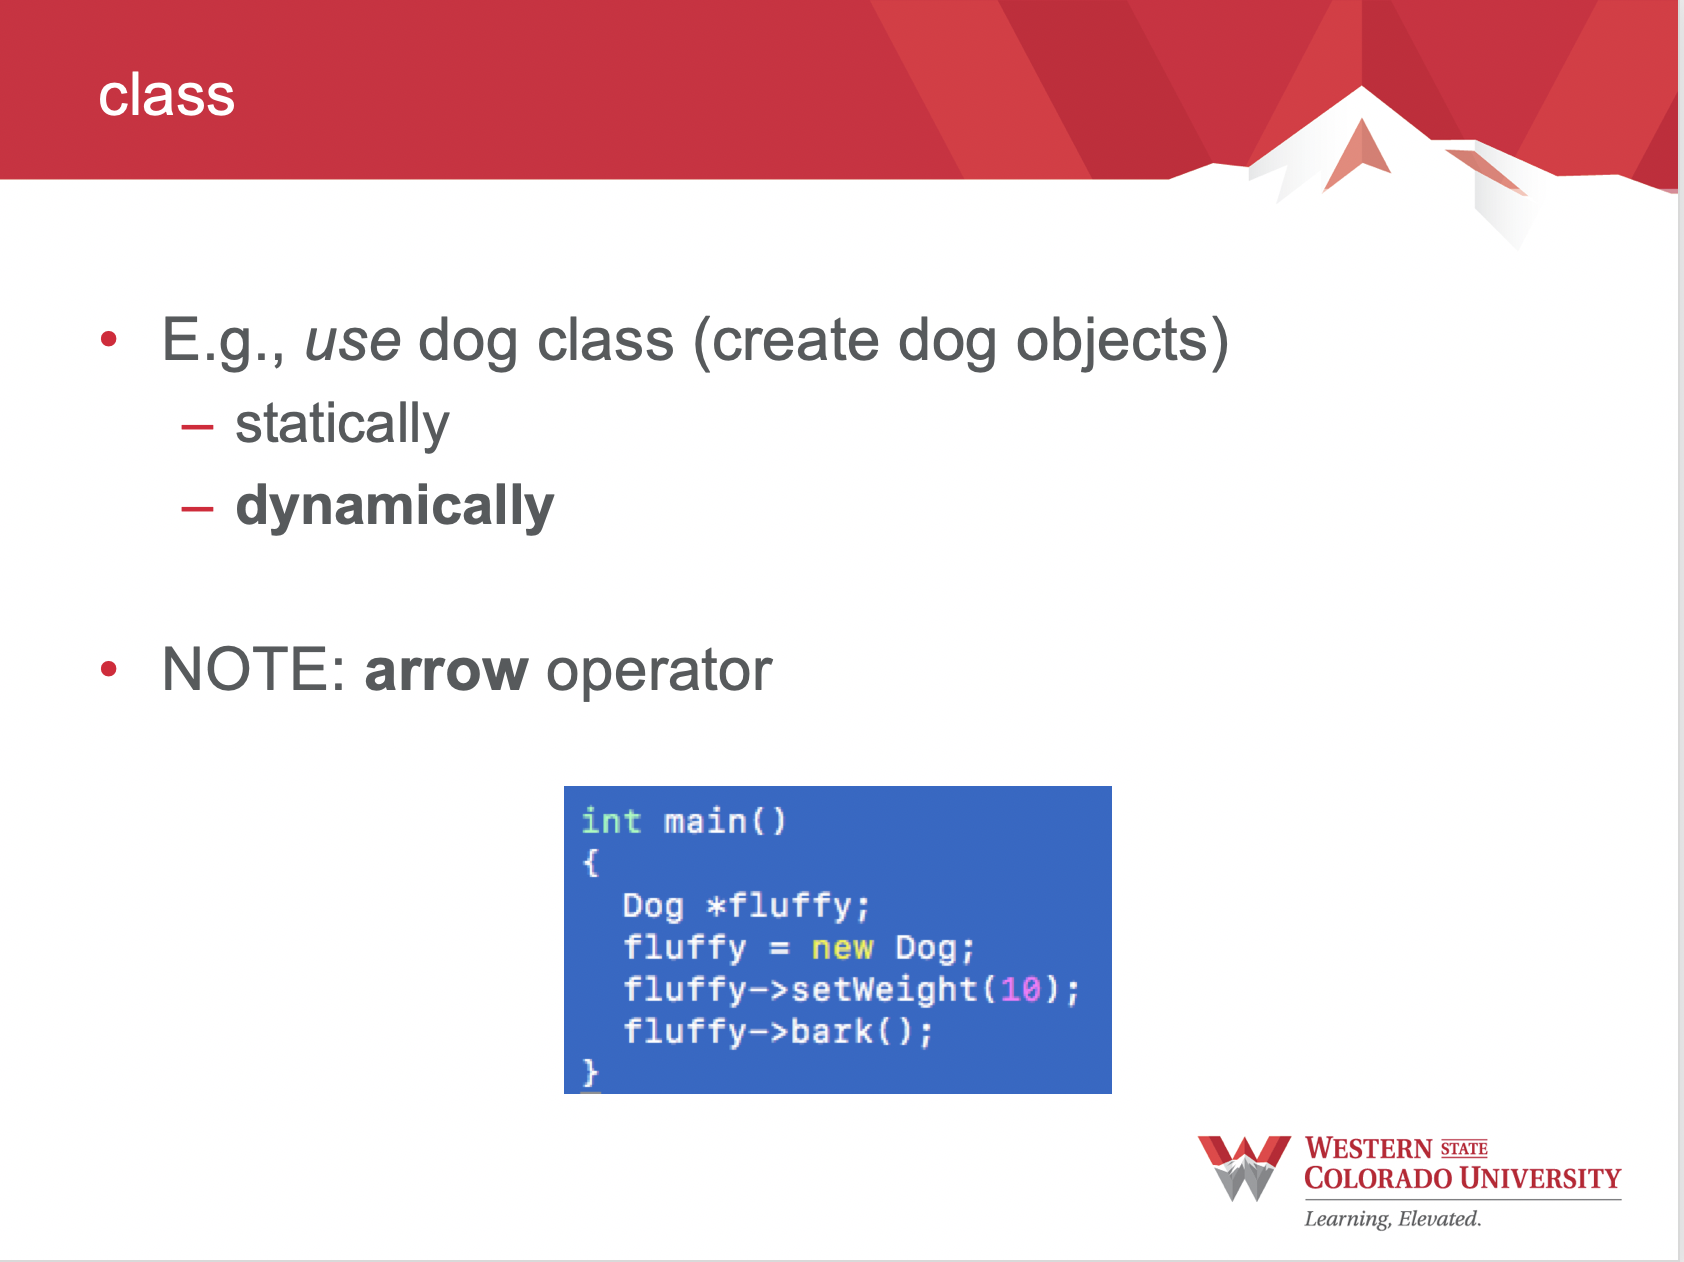 class
• E.g., use dog class (create dog objects)
– statically
– dynamically
• NOTE: arrow operator
int main()
{
  Dog *fluffy;
  fluffy = new Dog;
  fluffy->setWeight(10);
  fluffy->bark();
}
WESTERN STATE
COLORADO UNIVERSITY
Learning, Elevated.